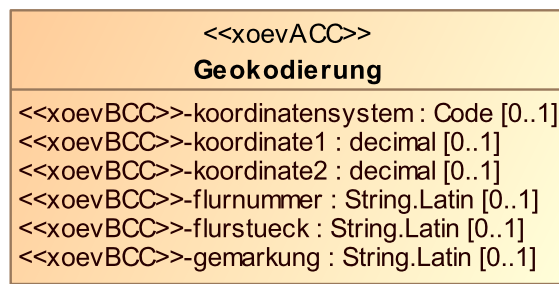 <<xoevACC>>
Geokodierung
<<xoevBCC>>-koordinatensystem : Code [0..1]
<<xoevBCC>>-koordinate1 : decimal [0..1]
<<xoevBCC>>-koordinate2 : decimal [0..1]
<<xoevBCC>>-flurnummer : String.Latin [0..1]
<<xoevBCC>>-flurstueck : String.Latin [0..1]
<<xoevBCC>>-gemarkung : String.Latin [0..1]